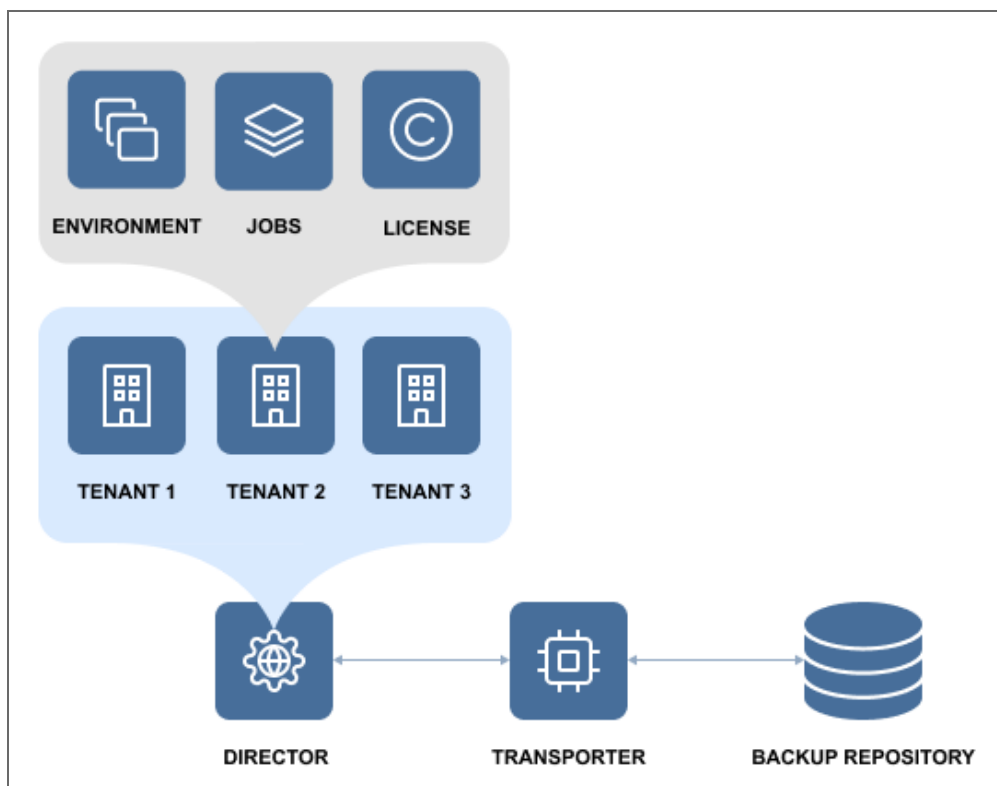 ENVIRONMENT JOBS LICENSE
TENANT 1 TENANT 2 TENANT 3
DIRECTOR TRANSPORTER BACKUP REPOSITORY